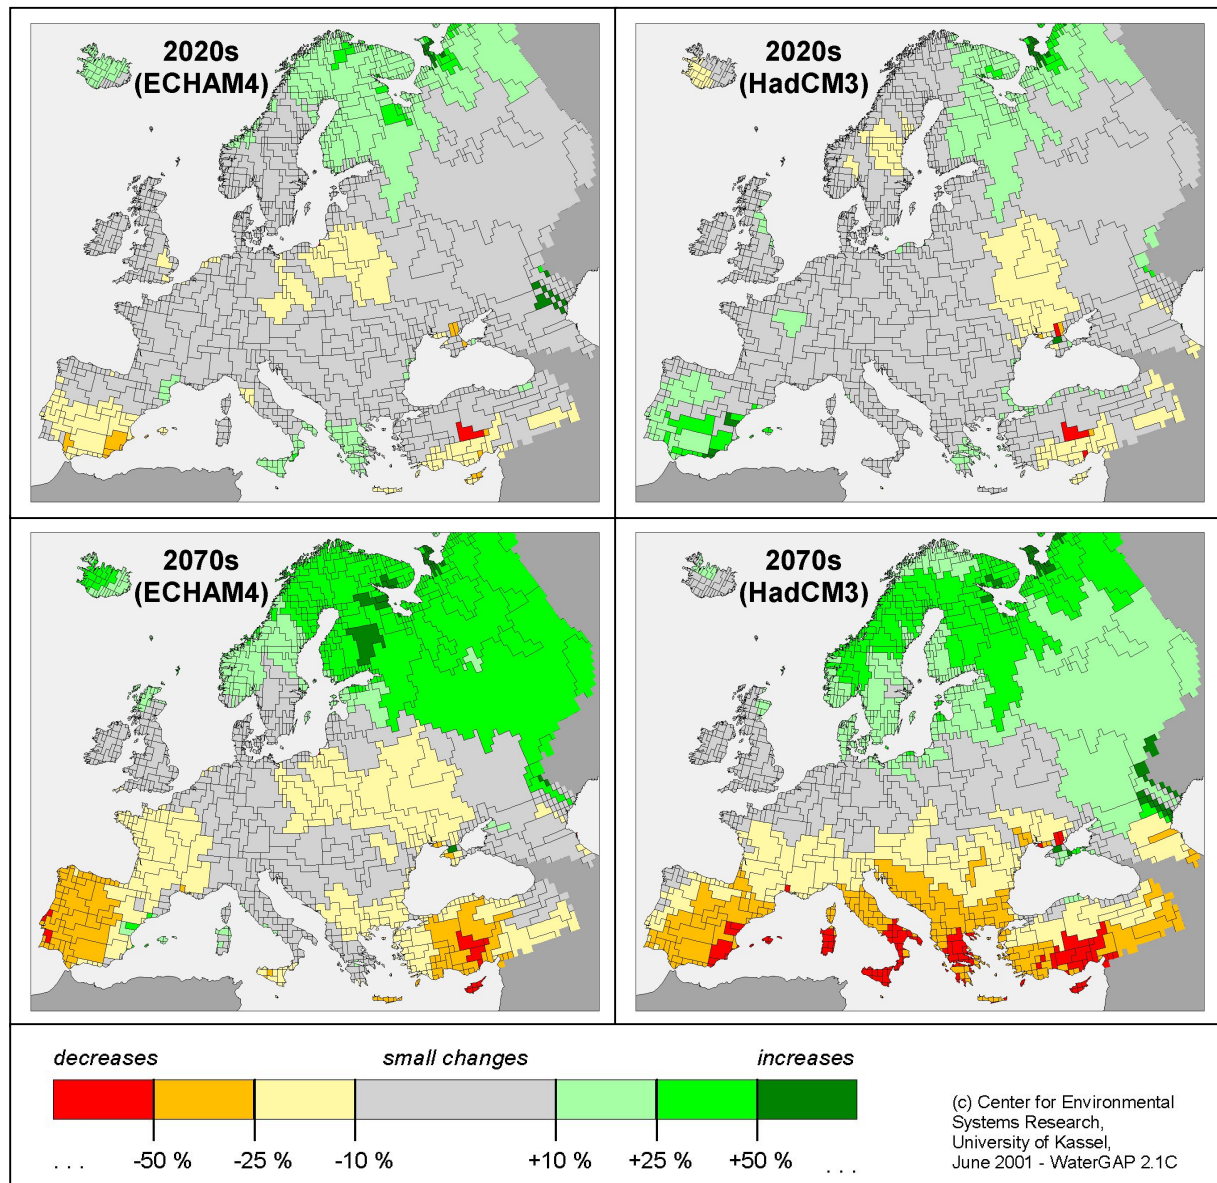 2020s
(ECHAM4)
2020s
(HadCM3)
2070s
(ECHAM4)
2070s
(HadCM3)
decreases small changes increases
. . . -50 % -25 % -10 % +10 % +25 % +50 % . . .
(c) Center for Environmental
Systems Research,
University of Kassel,
June 2001 - WaterGAP 2.1C